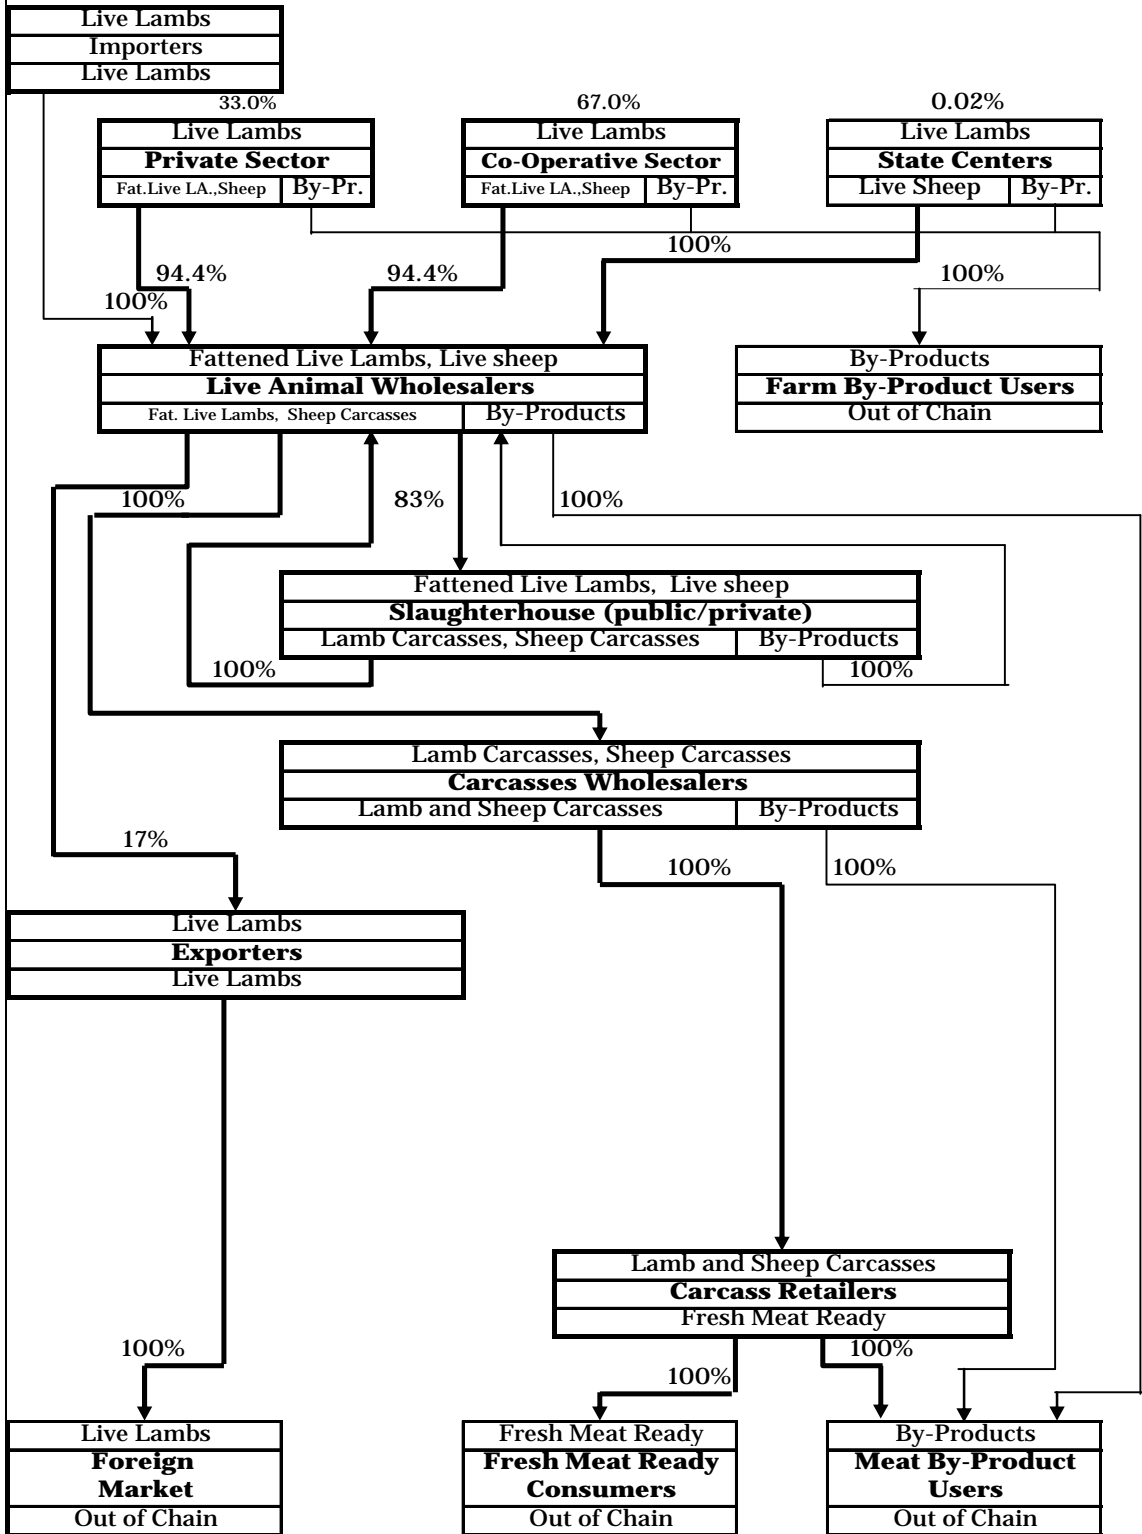 Live Lambs
Importers
Live Lambs
33.0% 67.0% 0.02%
Live Lambs Live Lambs Live Lambs
Private Sector Co-Operative Sector State Centers
Fat.Live LA.,Sheep By-Pr. Fat.Live LA.,Sheep By-Pr. Live Sheep By-Pr.
100%
94.4% 94.4% 100%
100%
Fattened Live Lambs, Live sheep By-Products
Live Animal Wholesalers Farm By-Product Users
Fat. Live Lambs, Sheep Carcasses By-Products Out of Chain
100% 83% 100%
Fattened Live Lambs, Live sheep
Slaughterhouse (public/private)
Lamb Carcasses, Sheep Carcasses By-Products
100% 100%
Lamb Carcasses, Sheep Carcasses
Carcasses Wholesalers
Lamb and Sheep Carcasses By-Products
17% 100% 100%
Live Lambs
Exporters
Live Lambs
Lamb and Sheep Carcasses
Carcass Retailers
Fresh Meat Ready
100% 100%
100%
Live Lambs Fresh Meat Ready By-Products
Foreign Fresh Meat Ready Meat By-Product
Market Consumers Users
Out of Chain Out of Chain Out of Chain